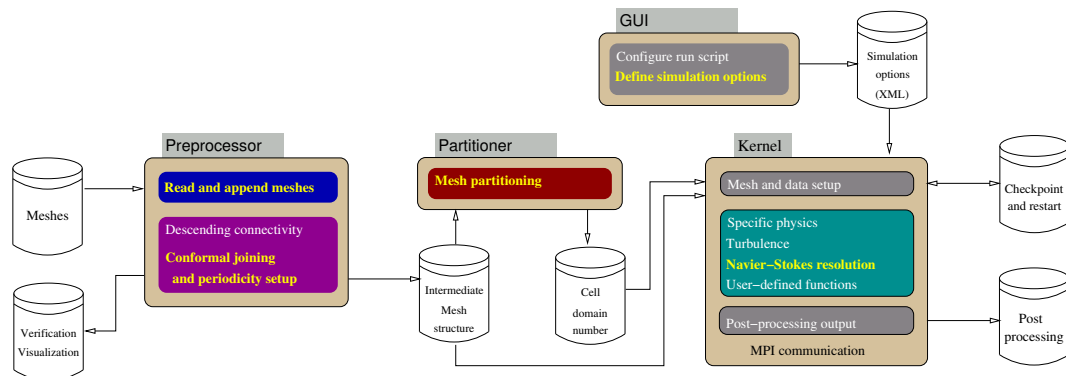 GUI
Configure run script
Define simulation options
Simulation
options
(XML)
Preprocessor
Read and append meshes
Descending connectivity
Conformal joining
and periodicity setup
Meshes
Verification
Visualization
Partitioner
Mesh partitioning
Intermediate
Mesh
structure
Cell
domain
number
Kernel
Mesh and data setup
Specific physics
Turbulence
Navier−Stokes resolution
User−defined functions
Post−processing output
MPI communication
Checkpoint
and restart
Post
processing